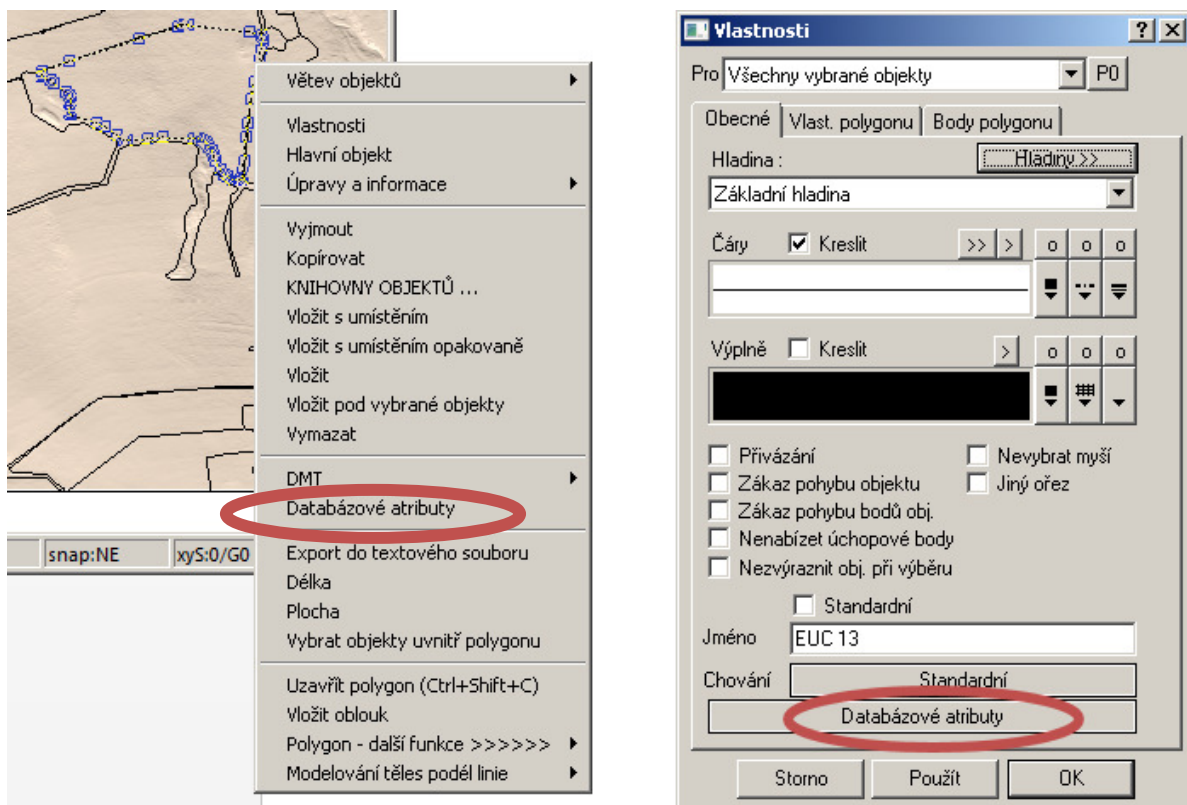 Větev objektů
Vlastnosti
Hlavní objekt
Úpravy a informace
Vyjmout
Kopírovat
KNIHOVNY OBJEKTŮ ...
Vložit s umístěním
Vložit s umístěním opakovaně
Vložit
Vložit pod vybrané objekty
Vymazat
DMT
Databázové atributy
Export do textového souboru
Délka
Plocha
Vybrat objekty uvnitř polygonu
Uzavřít polygon (Ctrl+Shift+C)
Vložit oblouk
Polygon - další funkce >>>>>>
Modelování těles podél linie
snap:NE xyS:0/G0
Vlastnosti
Pro Všechny vybrané objekty P0
Obecné Vlast. polygonu Body polygonu
Hladina : Hladiny >>
Základní hladina
Čáry Kreslit >> > o o o
Výplně Kreslit > o o o
Přivázání Nevybrat myší
Zákaz pohybu objektu Jiný ořez
Zákaz pohybu bodů obj.
Nenabízet úchopové body
Nezvýraznit obj. při výběru
Standardní
Jméno EUC 13
Chování Standardní
Databázové atributy
Storno Použít OK